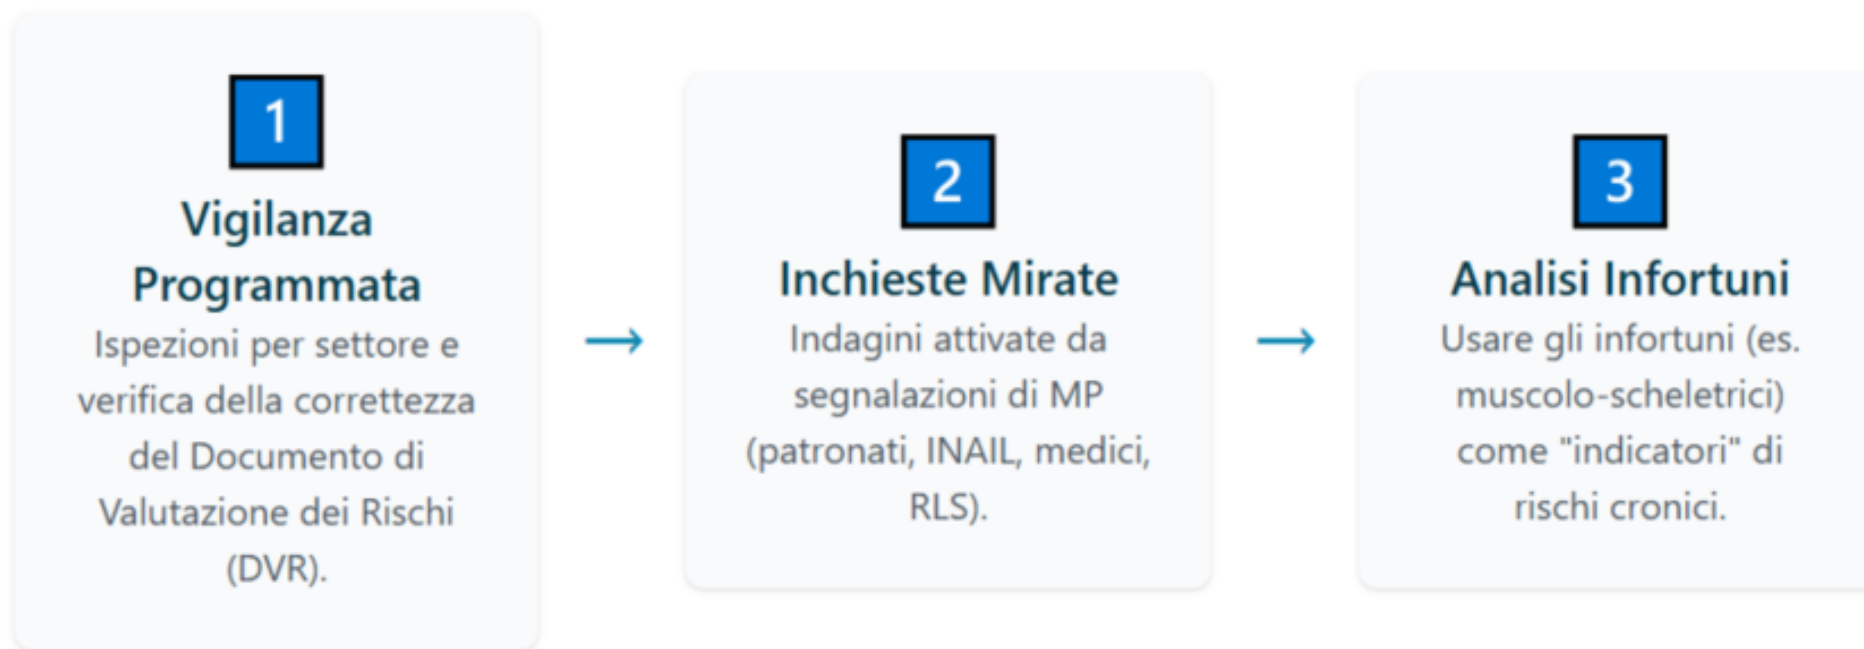 1
Vigilanza
Programmata
Ispezioni per settore e
verifica della correttezza
del Documento di
Valutazione dei Rischi
(DVR).
→
2
Inchieste Mirate
Indagini attivate da
segnalazioni di MP
(patronati, INAIL, medici,
RLS).
→
3
Analisi Infortuni
Usare gli infortuni (es.
muscolo-scheletrici)
come "indicatori" di
rischi cronici.